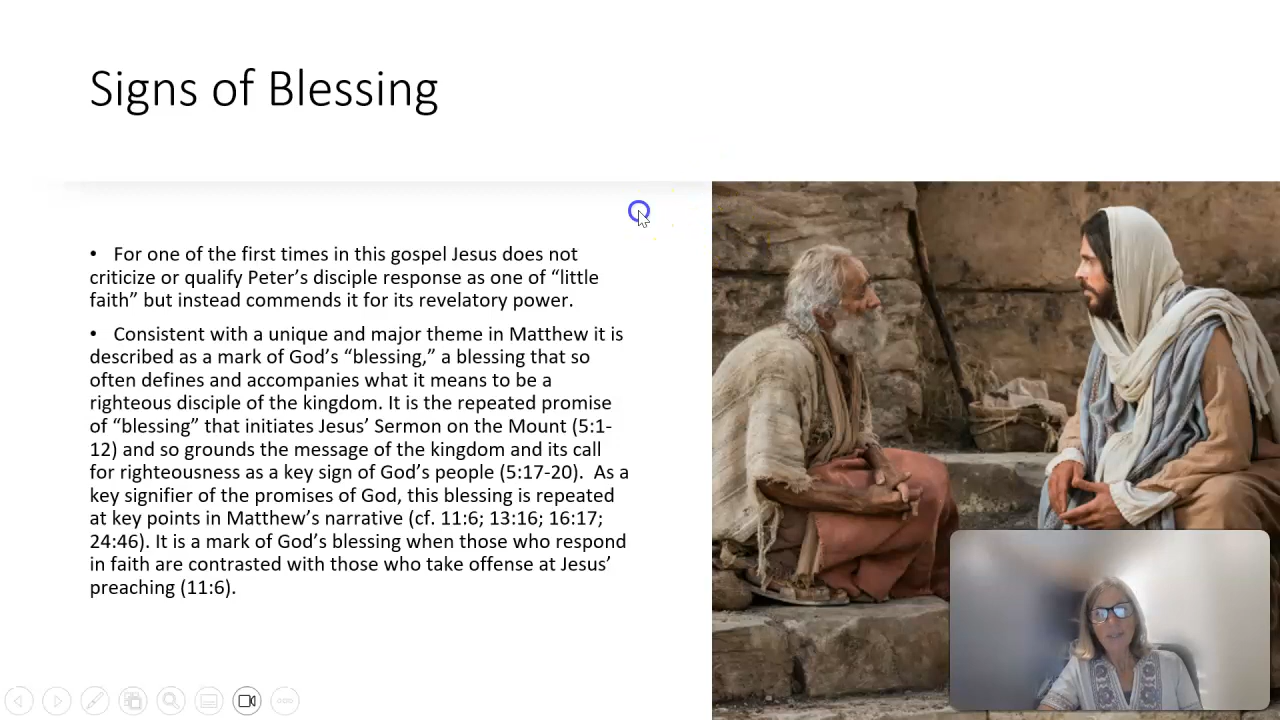 Signs of Blessing
• For one of the first times in this gospel Jesus does not
criticize or qualify Peter’s disciple response as one of “little
faith” but instead commends it for its revelatory power.
• Consistent with a unique and major theme in Matthew it is
described as a mark of God’s “blessing,” a blessing that so
often defines and accompanies what it means to be a
righteous disciple of the kingdom. It is the repeated promise
of “blessing” that initiates Jesus’ Sermon on the Mount (5:1-
12) and so grounds the message of the kingdom and its call
for righteousness as a key sign of God’s people (5:17-20).  As a
key signifier of the promises of God, this blessing is repeated
at key points in Matthew’s narrative (cf. 11:6; 13:16; 16:17;
24:46). It is a mark of God’s blessing when those who respond
in faith are contrasted with those who take offense at Jesus’
preaching (11:6).